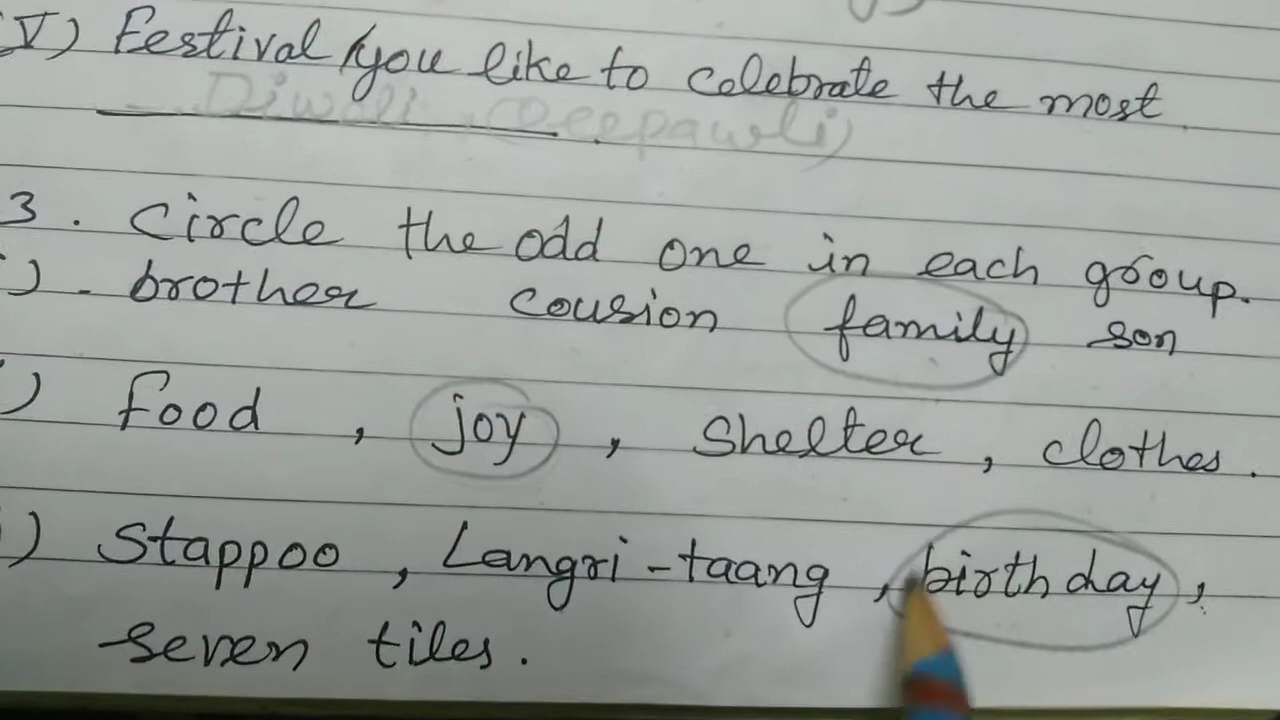 V) Festival you like to celebrate the most
Diwali (Deepawli)
3. Circle the odd one in each group.
i). brother cousion family son
) food , joy , shelter , clothes.
i) Stappoo , Langri-taang , birthday ,
seven tiles.